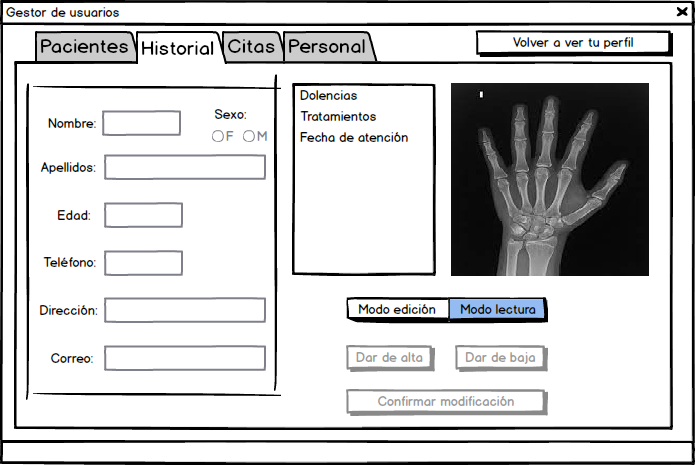 Gestor de usuarios
Pacientes Historial Citas Personal
Volver a ver tu perfil
Nombre:
Sexo:
F M
Apellidos:
Edad:
Teléfono:
Dirección:
Correo:
Dolencias
Tratamientos
Fecha de atención
Modo edición Modo lectura
Dar de alta Dar de baja
Confirmar modificación